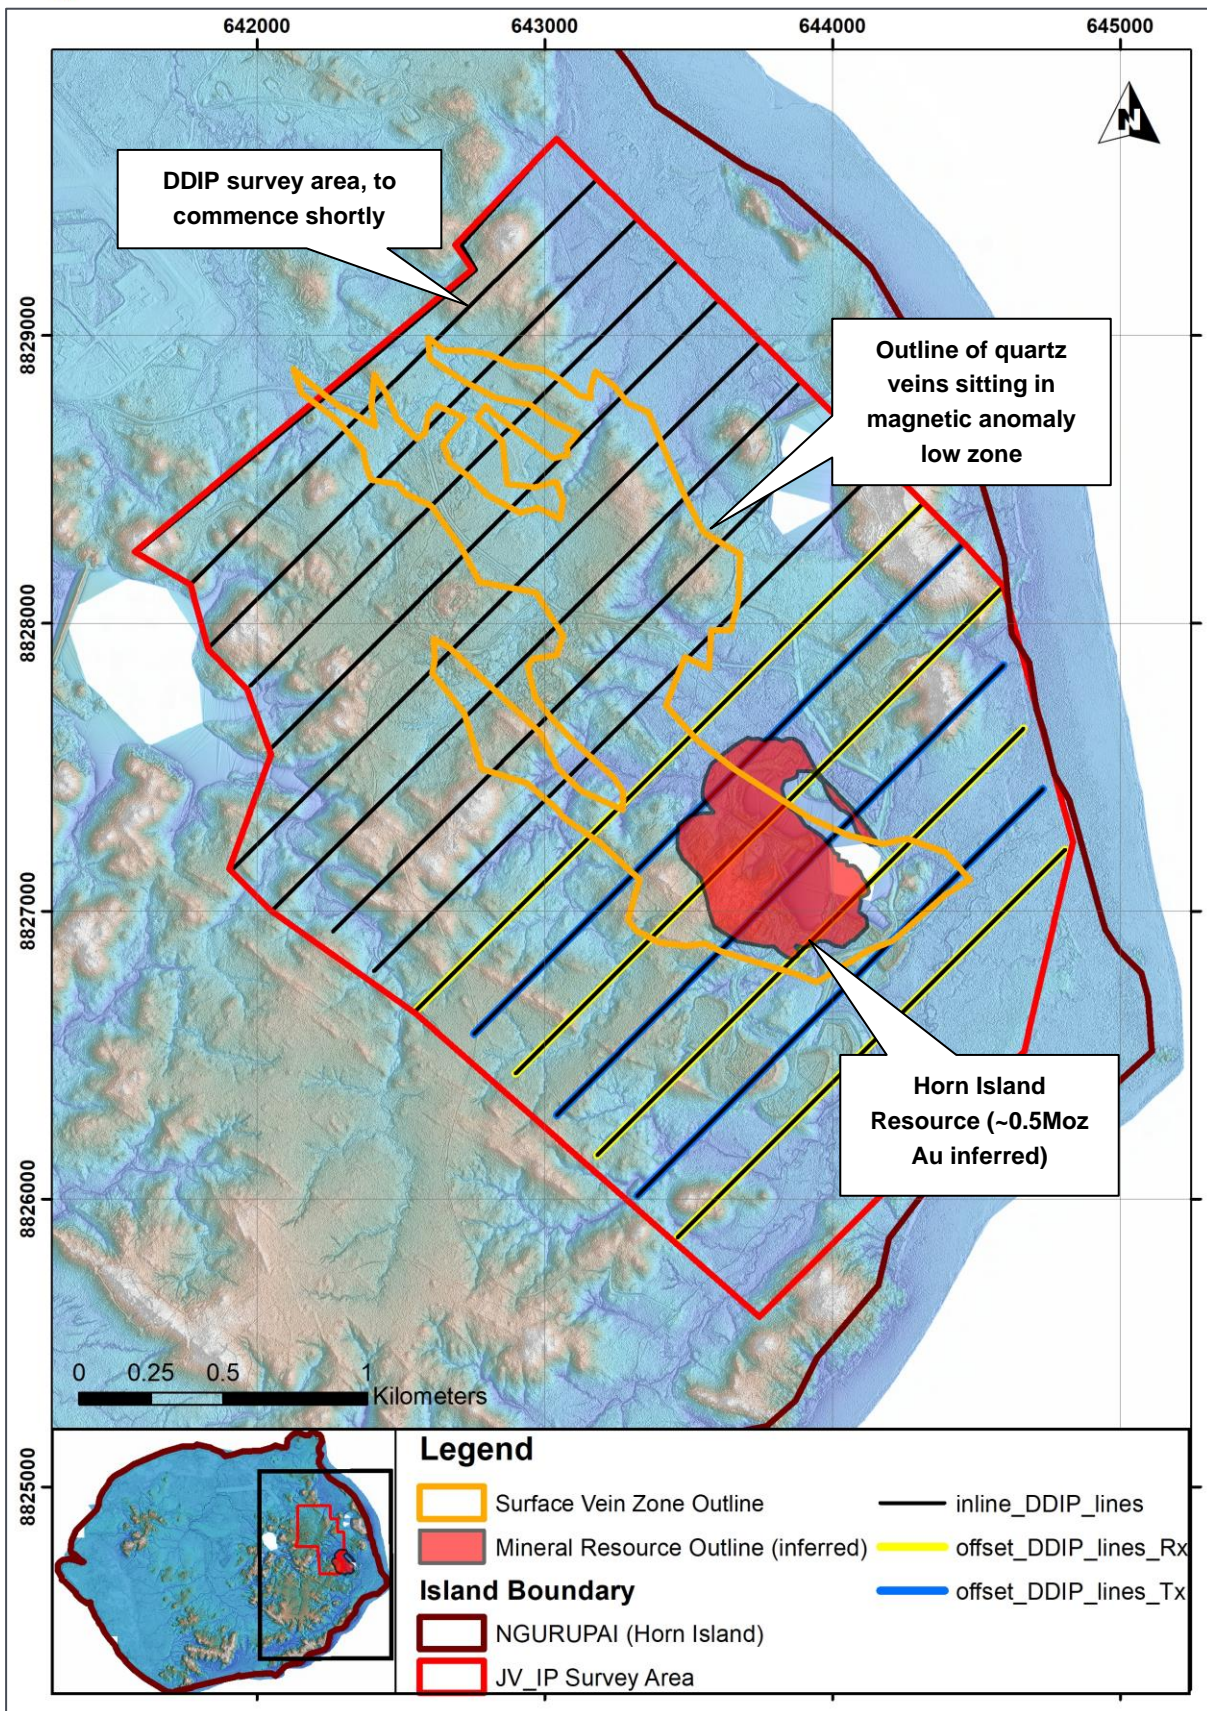 642000
643000
644000
645000
N
DDIP survey area, to
commence shortly
8829000
Outline of quartz
veins sitting in
magnetic anomaly
low zone
8828000
8827000
Horn Island
Resource (~0.5Moz
Au inferred)
8826000
0 0.25 0.5 1
Kilometers
8825000
Legend
Surface Vein Zone Outline
Mineral Resource Outline (inferred)
Island Boundary
NGURUPAI (Horn Island)
JV_IP Survey Area
inline_DDIP_lines
offset_DDIP_lines_Rx
offset_DDIP_lines_Tx